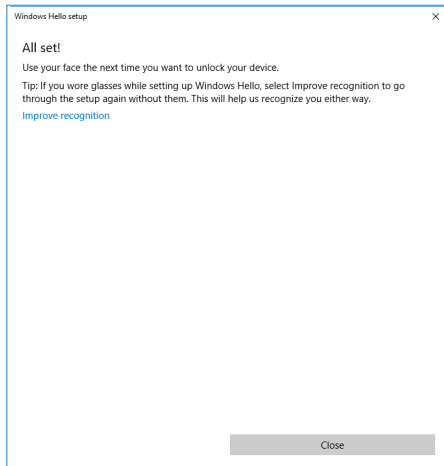 Windows Hello setup
All set!
Use your face the next time you want to unlock your device.
Tip: If you wore glasses while setting up Windows Hello, select Improve recognition to go
through the setup again without them. This will help us recognize you either way.
Improve recognition
Close